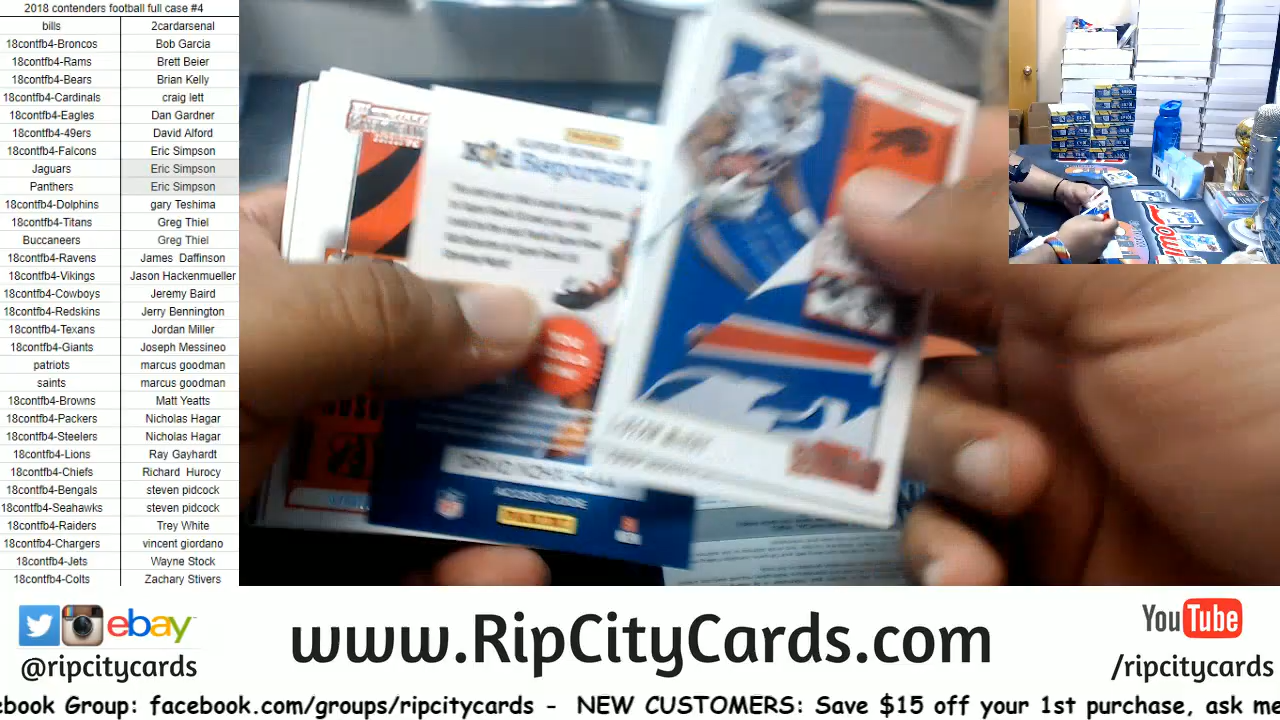 2018 contenders football full case #4
bills 2cardarsenal
18contfb4-Broncos Bob Garcia
18contfb4-Rams Brett Beier
18contfb4-Bears Brian Kelly
18contfb4-Cardinals craig lett
18contfb4-Eagles Dan Gardner
18contfb4-49ers David Alford
18contfb4-Falcons Eric Simpson
Jaguars Eric Simpson
Panthers Eric Simpson
18contfb4-Dolphins gary Teshima
18contfb4-Titans Greg Thiel
Buccaneers Greg Thiel
18contfb4-Ravens James Daffinson
18contfb4-Vikings Jason Hackenmueller
18contfb4-Cowboys Jeremy Baird
18contfb4-Redskins Jerry Bennington
18contfb4-Texans Jordan Miller
18contfb4-Giants Joseph Messineo
patriots marcus goodman
saints marcus goodman
18contfb4-Browns Matt Yeatts
18contfb4-Packers Nicholas Hagar
18contfb4-Steelers Nicholas Hagar
18contfb4-Lions Ray Gayhardt
18contfb4-Chiefs Richard Hurocy
18contfb4-Bengals steven pidcock
18contfb4-Seahawks steven pidcock
18contfb4-Raiders Trey White
18contfb4-Chargers vincent giordano
18contfb4-Jets Wayne Stock
18contfb4-Colts Zachary Stivers
ACCESS CODE
PANINI
NFL
ebay
@ripcitycards
www.RipCityCards.com
YouTube
/ripcitycards
ebook Group: facebook.com/groups/ripcitycards - NEW CUSTOMERS: Save $15 off your 1st purchase, ask me